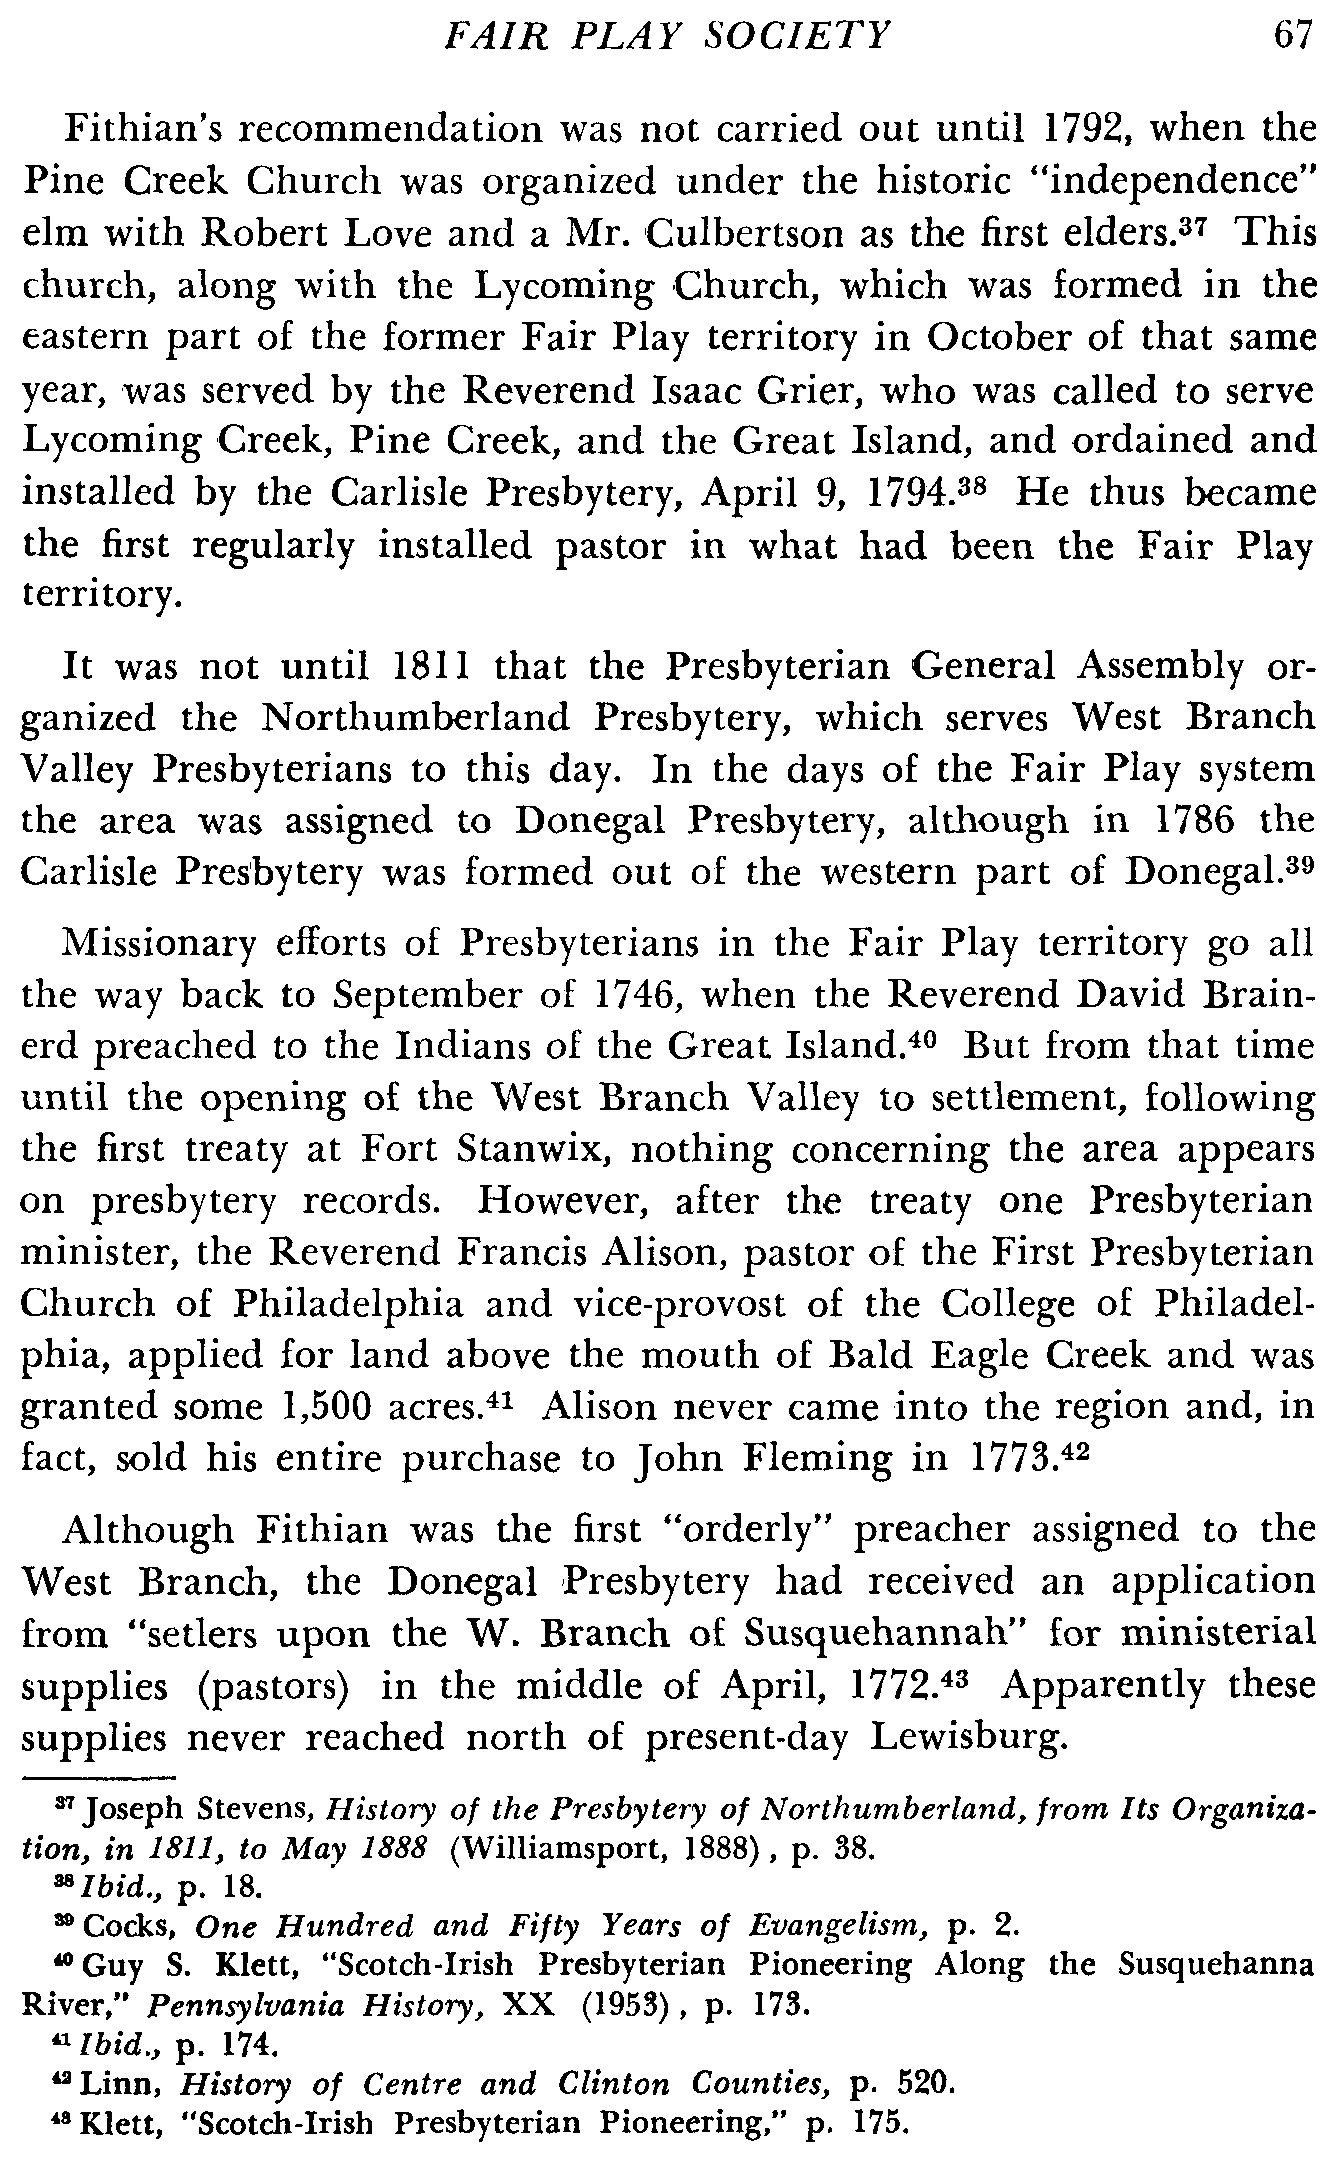 FAIR PLAY SOCIETY 67
Fithian's recommendation was not carried out until 1792, when the
Pine Creek Church was organized under the historic "independence"
elm with Robert Love and a Mr. Culbertson as the first elders.³⁷ This
church, along with the Lycoming Church, which was formed in the
eastern part of the former Fair Play territory in October of that same
year, was served by the Reverend Isaac Grier, who was called to serve
Lycoming Creek, Pine Creek, and the Great Island, and ordained and
installed by the Carlisle Presbytery, April 9, 1794.³⁸ He thus became
the first regularly installed pastor in what had been the Fair Play
territory.
It was not until 1811 that the Presbyterian General Assembly or-
ganized the Northumberland Presbytery, which serves West Branch
Valley Presbyterians to this day. In the days of the Fair Play system
the area was assigned to Donegal Presbytery, although in 1786 the
Carlisle Presbytery was formed out of the western part of Donegal.³⁹
Missionary efforts of Presbyterians in the Fair Play territory go all
the way back to September of 1746, when the Reverend David Brain-
erd preached to the Indians of the Great Island.⁴⁰ But from that time
until the opening of the West Branch Valley to settlement, following
the first treaty at Fort Stanwix, nothing concerning the area appears
on presbytery records. However, after the treaty one Presbyterian
minister, the Reverend Francis Alison, pastor of the First Presbyterian
Church of Philadelphia and vice-provost of the College of Philadel-
phia, applied for land above the mouth of Bald Eagle Creek and was
granted some 1,500 acres.⁴¹ Alison never came into the region and, in
fact, sold his entire purchase to John Fleming in 1773.⁴²
Although Fithian was the first "orderly" preacher assigned to the
West Branch, the Donegal Presbytery had received an application
from "setlers upon the W. Branch of Susquehannah" for ministerial
supplies (pastors) in the middle of April, 1772.⁴³ Apparently these
supplies never reached north of present-day Lewisburg.
³⁷ Joseph Stevens, History of the Presbytery of Northumberland, from Its Organiza-
tion, in 1811, to May 1888 (Williamsport, 1888), p. 38.
³⁸ Ibid., p. 18.
³⁹ Cocks, One Hundred and Fifty Years of Evangelism, p. 2.
⁴⁰ Guy S. Klett, "Scotch-Irish Presbyterian Pioneering Along the Susquehanna
River," Pennsylvania History, XX (1953), p. 173.
⁴¹ Ibid., p. 174.
⁴² Linn, History of Centre and Clinton Counties, p. 520.
⁴³ Klett, "Scotch-Irish Presbyterian Pioneering," p. 175.